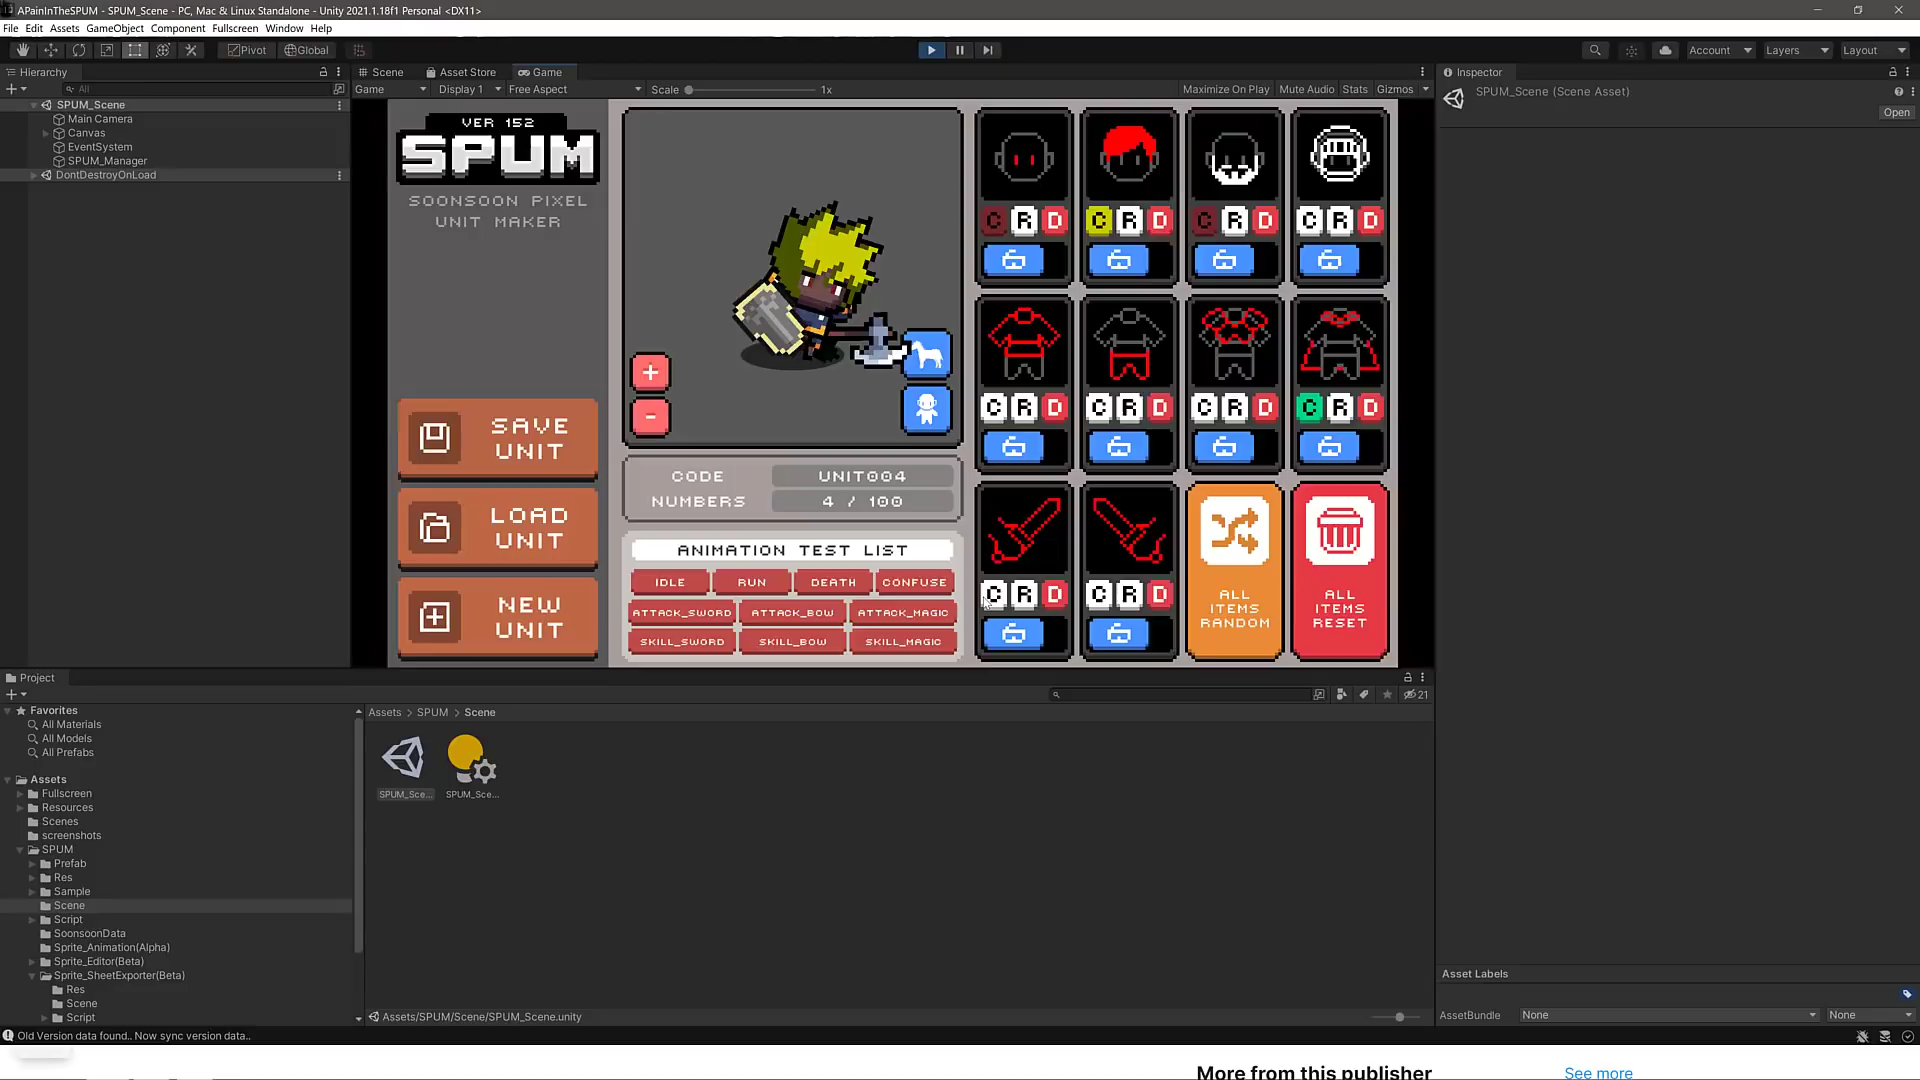 APainInTheSPUM - SPUM_Scene - PC, Mac & Linux Standalone - Unity 2021.1.18f1 Personal <DX11>
File Edit Assets GameObject Component Fullscreen Window Help
Pivot Global Account Layers Layout
Hierarchy
All
SPUM_Scene
Main Camera
Canvas
EventSystem
SPUM_Manager
DontDestroyOnLoad
Scene Asset Store Game
Game Display 1 Free Aspect Scale 1x Maximize On Play Mute Audio Stats Gizmos
VER 152
SPUM
SOONSOON PIXEL
UNIT MAKER
SAVE
UNIT
LOAD
UNIT
NEW
UNIT
+
-
CODE UNIT004
NUMBERS 4 / 100
ANIMATION TEST LIST
IDLE RUN DEATH CONFUSE
ATTACK_SWORD ATTACK_BOW ATTACK_MAGIC
SKILL_SWORD SKILL_BOW SKILL_MAGIC
C R D C R D C R D C R D
C R D C R D C R D C R D
C R D C R D
ALL
ITEMS
RANDOM
ALL
ITEMS
RESET
Inspector
SPUM_Scene (Scene Asset)
Open
Project
21
Favorites
All Materials
All Models
All Prefabs
Assets
Fullscreen
Resources
Scenes
screenshots
SPUM
Prefab
Res
Sample
Scene
Script
SoonsoonData
Sprite_Animation(Alpha)
Sprite_Editor(Beta)
Sprite_SheetExporter(Beta)
Res
Scene
Script
Assets > SPUM > Scene
SPUM_Sce... SPUM_Sce...
Assets/SPUM/Scene/SPUM_Scene.unity
Asset Labels
AssetBundle None None
Old Version data found.. Now sync version data..
More from this publisher See more